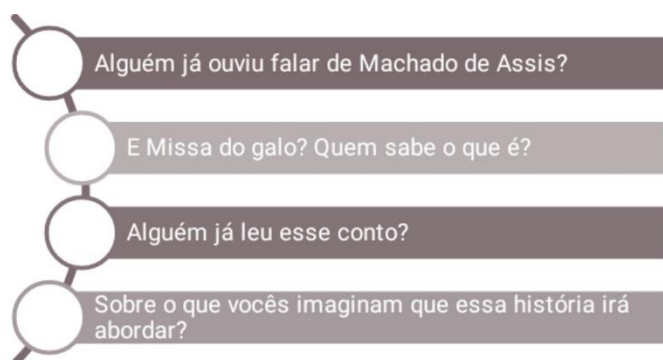 Alguém já ouviu falar de Machado de Assis?
E Missa do galo? Quem sabe o que é?
Alguém já leu esse conto?
Sobre o que vocês imaginam que essa história irá
abordar?